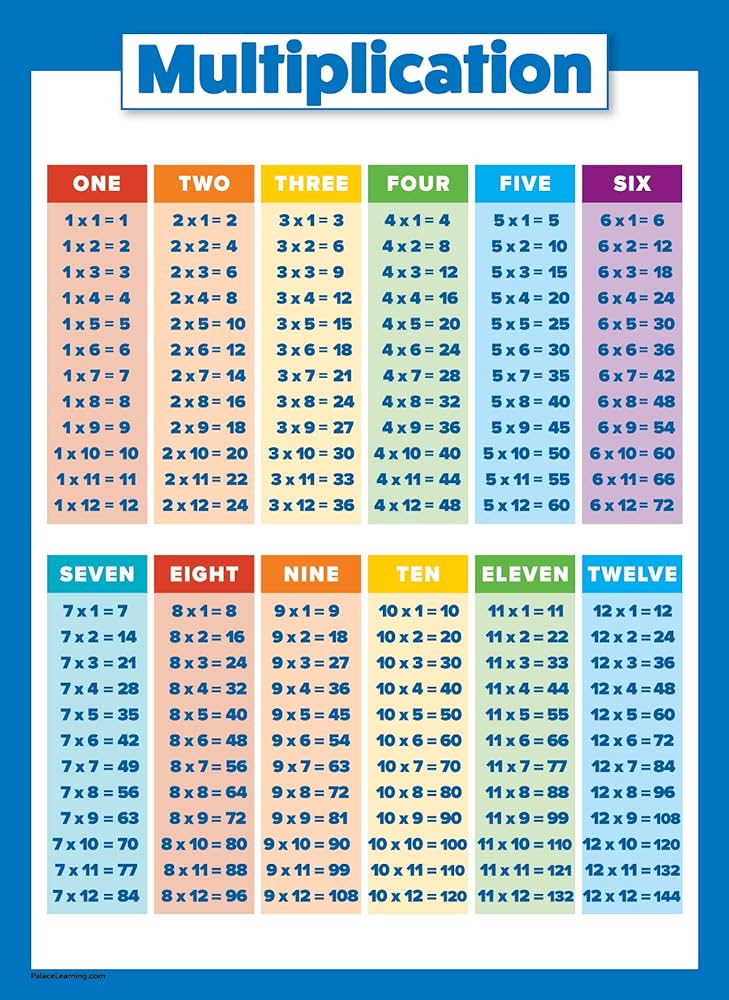 Multiplication
ONE TWO THREE FOUR FIVE SIX
1 x 1 = 1 2 x 1 = 2 3 x 1 = 3 4 x 1 = 4 5 x 1 = 5 6 x 1 = 6
1 x 2 = 2 2 x 2 = 4 3 x 2 = 6 4 x 2 = 8 5 x 2 = 10 6 x 2 = 12
1 x 3 = 3 2 x 3 = 6 3 x 3 = 9 4 x 3 = 12 5 x 3 = 15 6 x 3 = 18
1 x 4 = 4 2 x 4 = 8 3 x 4 = 12 4 x 4 = 16 5 x 4 = 20 6 x 4 = 24
1 x 5 = 5 2 x 5 = 10 3 x 5 = 15 4 x 5 = 20 5 x 5 = 25 6 x 5 = 30
1 x 6 = 6 2 x 6 = 12 3 x 6 = 18 4 x 6 = 24 5 x 6 = 30 6 x 6 = 36
1 x 7 = 7 2 x 7 = 14 3 x 7 = 21 4 x 7 = 28 5 x 7 = 35 6 x 7 = 42
1 x 8 = 8 2 x 8 = 16 3 x 8 = 24 4 x 8 = 32 5 x 8 = 40 6 x 8 = 48
1 x 9 = 9 2 x 9 = 18 3 x 9 = 27 4 x 9 = 36 5 x 9 = 45 6 x 9 = 54
1 x 10 = 10 2 x 10 = 20 3 x 10 = 30 4 x 10 = 40 5 x 10 = 50 6 x 10 = 60
1 x 11 = 11 2 x 11 = 22 3 x 11 = 33 4 x 11 = 44 5 x 11 = 55 6 x 11 = 66
1 x 12 = 12 2 x 12 = 24 3 x 12 = 36 4 x 12 = 48 5 x 12 = 60 6 x 12 = 72
SEVEN EIGHT NINE TEN ELEVEN TWELVE
7 x 1 = 7 8 x 1 = 8 9 x 1 = 9 10 x 1 = 10 11 x 1 = 11 12 x 1 = 12
7 x 2 = 14 8 x 2 = 16 9 x 2 = 18 10 x 2 = 20 11 x 2 = 22 12 x 2 = 24
7 x 3 = 21 8 x 3 = 24 9 x 3 = 27 10 x 3 = 30 11 x 3 = 33 12 x 3 = 36
7 x 4 = 28 8 x 4 = 32 9 x 4 = 36 10 x 4 = 40 11 x 4 = 44 12 x 4 = 48
7 x 5 = 35 8 x 5 = 40 9 x 5 = 45 10 x 5 = 50 11 x 5 = 55 12 x 5 = 60
7 x 6 = 42 8 x 6 = 48 9 x 6 = 54 10 x 6 = 60 11 x 6 = 66 12 x 6 = 72
7 x 7 = 49 8 x 7 = 56 9 x 7 = 63 10 x 7 = 70 11 x 7 = 77 12 x 7 = 84
7 x 8 = 56 8 x 8 = 64 9 x 8 = 72 10 x 8 = 80 11 x 8 = 88 12 x 8 = 96
7 x 9 = 63 8 x 9 = 72 9 x 9 = 81 10 x 9 = 90 11 x 9 = 99 12 x 9 = 108
7 x 10 = 70 8 x 10 = 80 9 x 10 = 90 10 x 10 = 100 11 x 10 = 110 12 x 10 = 120
7 x 11 = 77 8 x 11 = 88 9 x 11 = 99 10 x 11 = 110 11 x 11 = 121 12 x 11 = 132
7 x 12 = 84 8 x 12 = 96 9 x 12 = 108 10 x 12 = 120 11 x 12 = 132 12 x 12 = 144
PalaceLearning.com